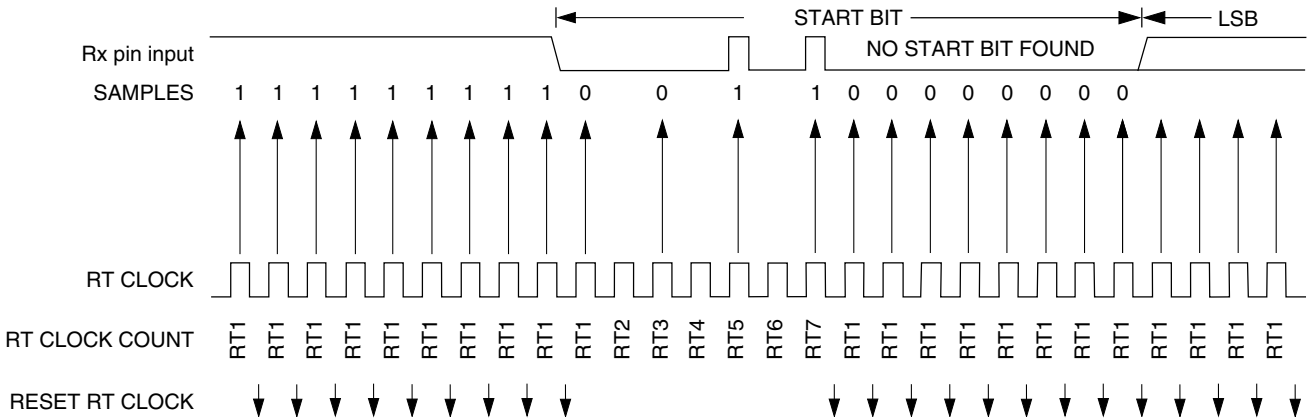 START BIT LSB
Rx pin input NO START BIT FOUND
SAMPLES 1 1 1 1 1 1 1 1 1 0 0 1 1 0 0 0 0 0 0 0 0
RT CLOCK
RT CLOCK COUNT RT1 RT1 RT1 RT1 RT1 RT1 RT1 RT1 RT1 RT1 RT2 RT3 RT4 RT5 RT6 RT7 RT1 RT1 RT1 RT1 RT1 RT1 RT1 RT1 RT1 RT1 RT1 RT1
RESET RT CLOCK